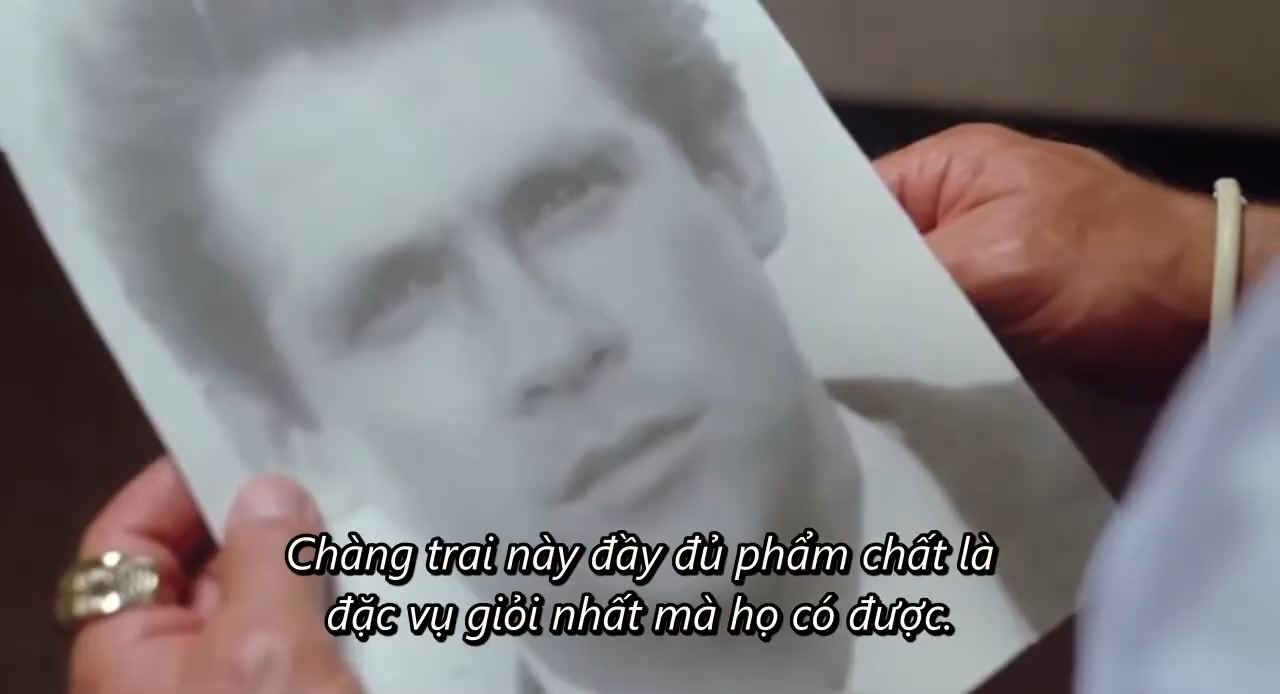 Chàng trai này đầy đủ phẩm chất là
đặc vụ giỏi nhất mà họ có được.